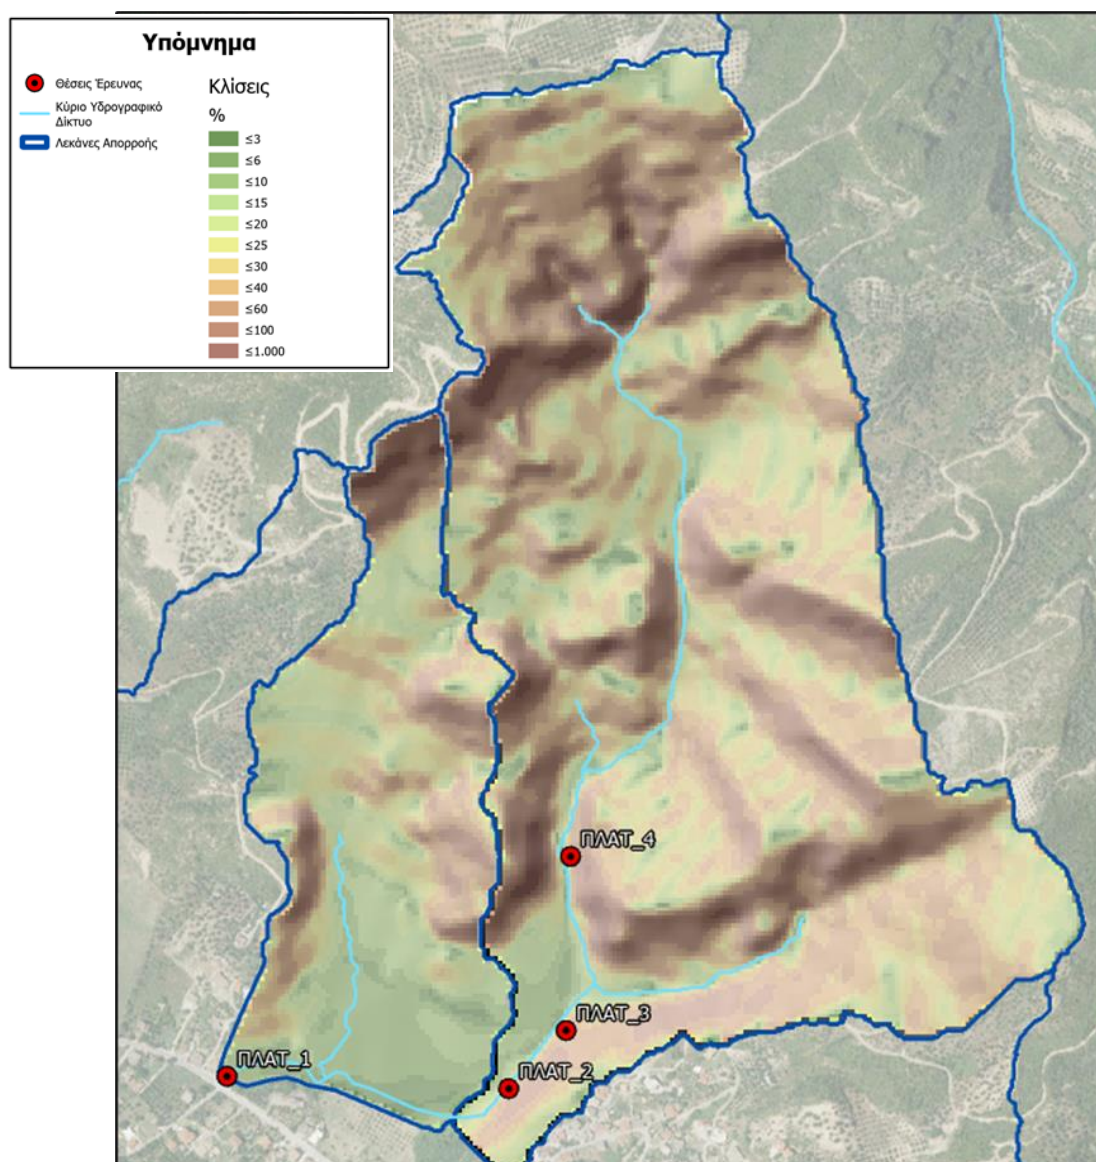 Υπόμνημα
Θέσεις Έρευνας
Κύριο Υδρογραφικό
Δίκτυο
Λεκάνες Απορροής
Κλίσεις
%
≤3
≤6
≤10
≤15
≤20
≤25
≤30
≤40
≤60
≤100
≤1.000
ΠΛΑΤ_4
ΠΛΑΤ_3
ΠΛΑΤ_1
ΠΛΑΤ_2